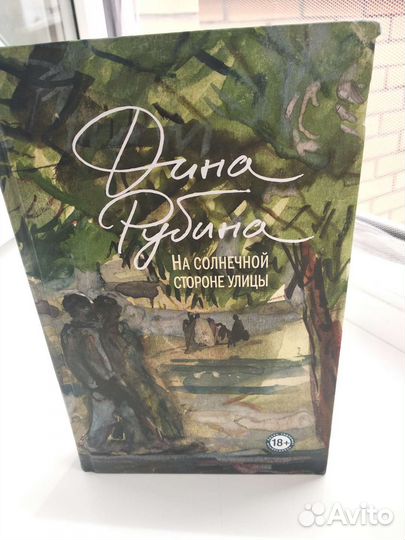 Дина
Рубина
На солнечной
стороне улицы
18+
Avito